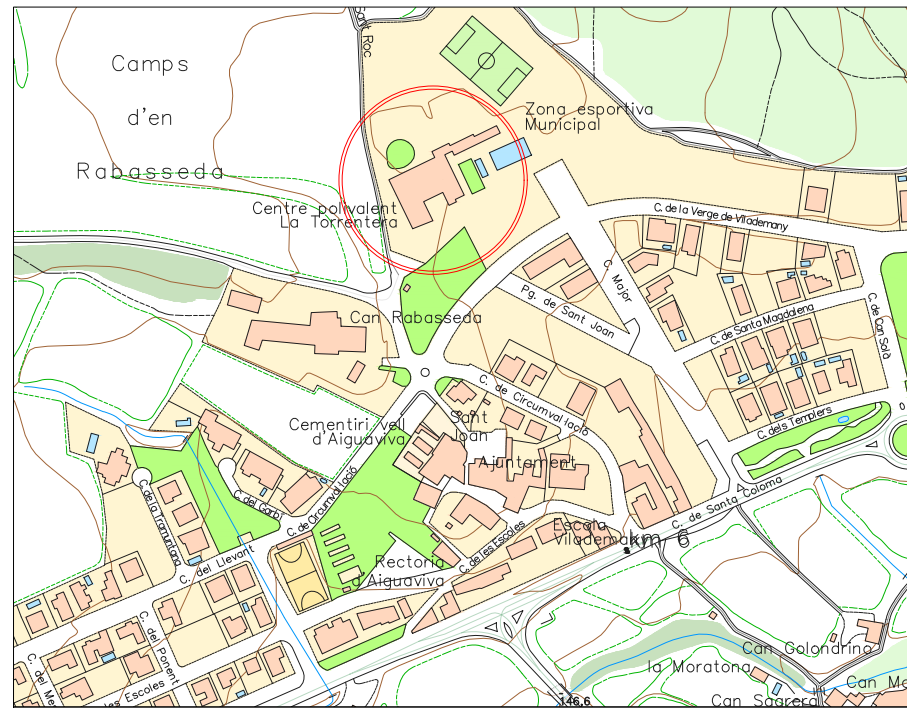 Sant Roc
Camps
d'en
Rabasseda
Zona esportiva
Municipal
Centre polivalent
La Torrentera
C. de la Verge de Vilademany
C. Major
Pg. de Sant Joan
Can Rabasseda
C. de Santa Magdalena
C. de Can Solà
C. de Circumval·lació
Sant
Joan
Cementiri vell
d'Aiguaviva
Ajuntament
C. dels Templers
C. de la Tramuntana
C. del Garbí
C. de Circumval·lació
C. de Santa Coloma
Escola
Vilademany
km 6
C. de les Escoles
C. del Llevant
Rectoria
d'Aiguaviva
C. del Ponent
Can Colondrino
la Moratona
Can Sagrera
146.6